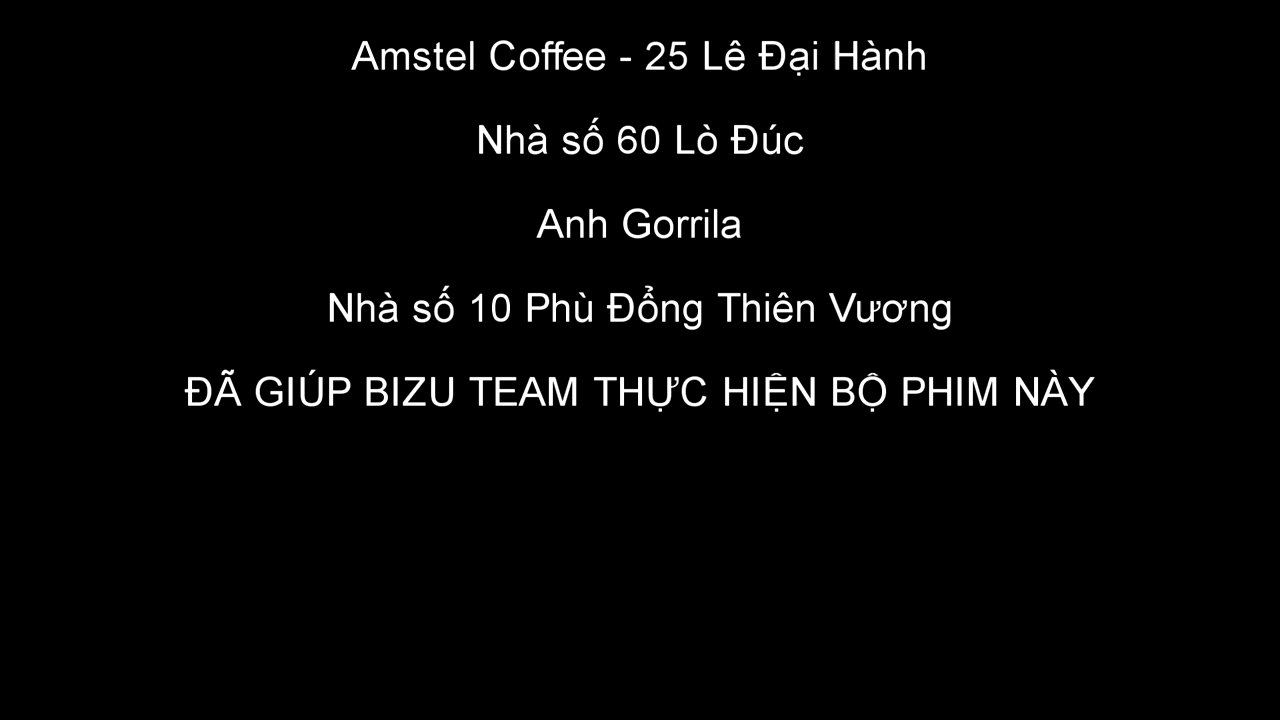 Amstel Coffee - 25 Lê Đại Hành
Nhà số 60 Lò Đúc
Anh Gorrila
Nhà số 10 Phù Đổng Thiên Vương
ĐÃ GIÚP BIZU TEAM THỰC HIỆN BỘ PHIM NÀY